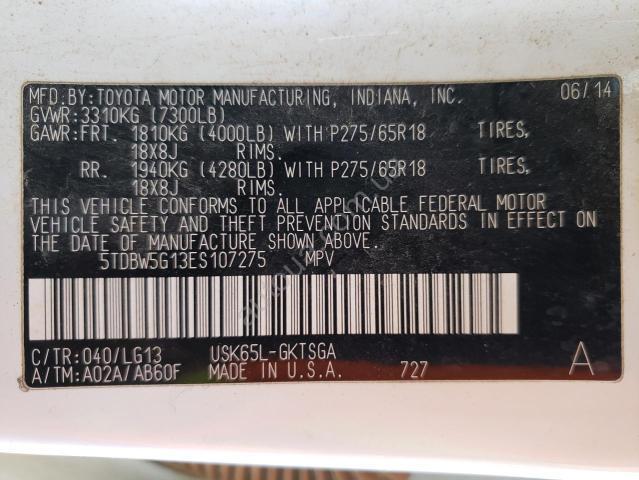 MFD.BY:TOYOTA MOTOR MANUFACTURING, INDIANA, INC. 06/14
GVWR:3310KG (7300LB)
GAWR:FRT. 1810KG (4000LB) WITH P275/65R18 TIRES,
18X8J RIMS.
RR. 1940KG (4280LB) WITH P275/65R18 TIRES,
18X8J RIMS.
THIS VEHICLE CONFORMS TO ALL APPLICABLE FEDERAL MOTOR
VEHICLE SAFETY AND THEFT PREVENTION STANDARDS IN EFFECT ON
THE DATE OF MANUFACTURE SHOWN ABOVE.
5TDBW5G13ES107275 MPV
C/TR:040/LG13 USK65L-GKTSGA
A/TM:A02A/AB60F MADE IN U.S.A. 727 A